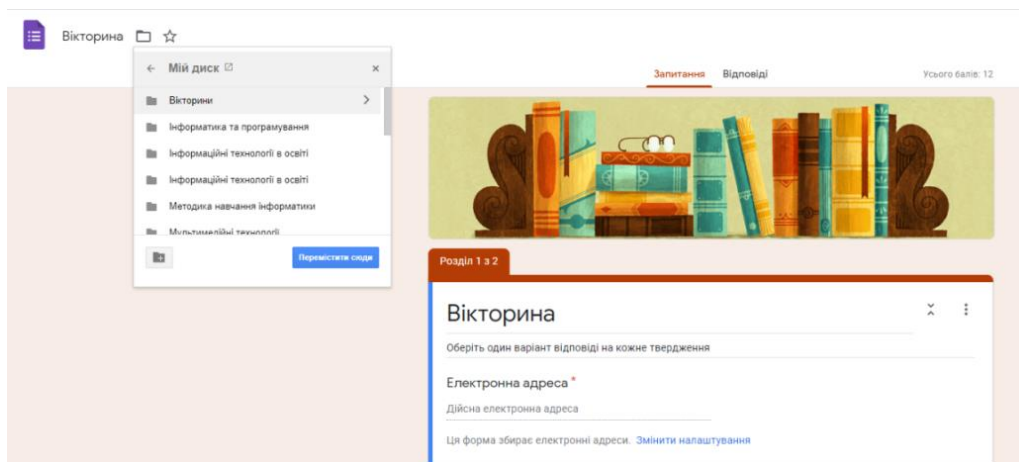 Вікторина
Мій диск
Вікторини
Інформатика та програмування
Інформаційні технології в освіті
Інформаційні технології в освіті
Методика навчання інформатики
Мультимедійні технології
Перемістити сюди
Запитання Відповіді Усього балів: 12
Розділ 1 з 2
Вікторина
Оберіть один варіант відповіді на кожне твердження
Електронна адреса *
Дійсна електронна адреса
Ця форма збирає електронні адреси. Змінити налаштування